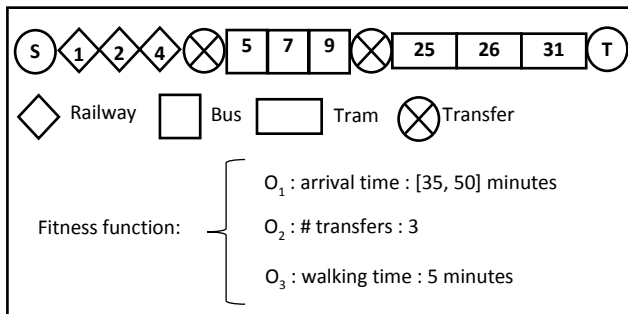 S 1 2 4 5 7 9 25 26 31 T
Railway Bus Tram Transfer
O1 : arrival time : [35, 50] minutes
Fitness function: O2 : # transfers : 3
O3 : walking time : 5 minutes